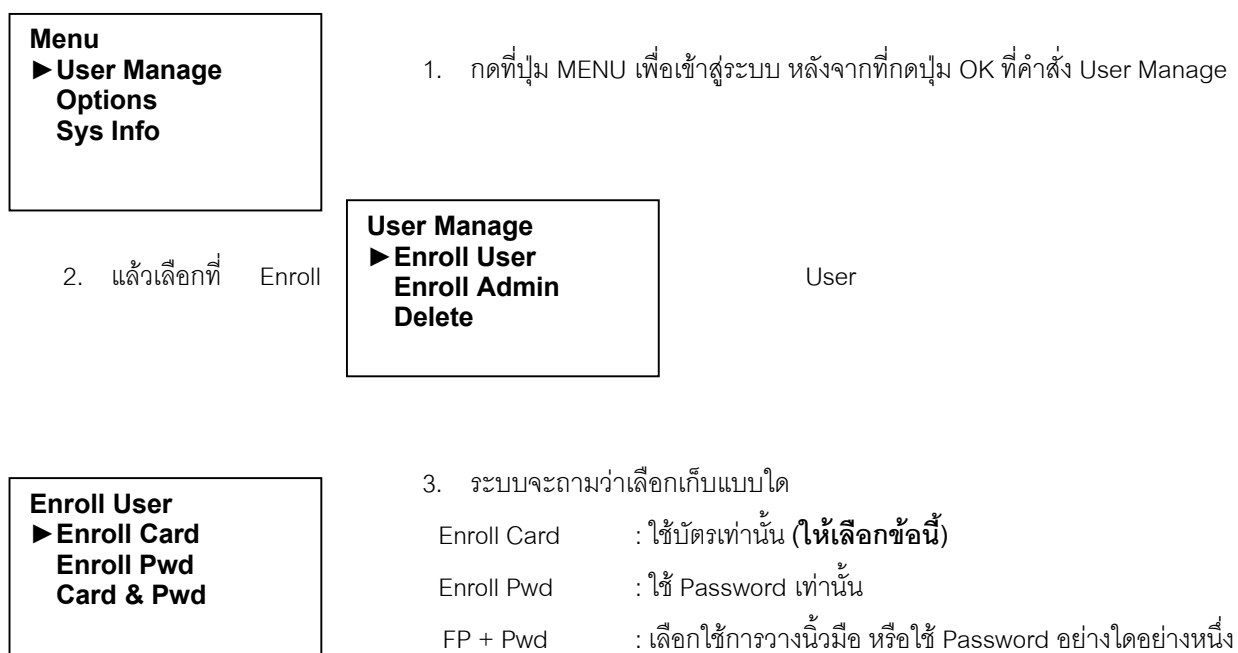 Menu
►User Manage
Options
Sys Info
1. กดที่ปุ่ม MENU เพื่อเข้าสู่ระบบ หลังจากที่กดปุ่ม OK ที่คำสั่ง User Manage
2. แล้วเลือกที่ Enroll User
User Manage
►Enroll User
Enroll Admin
Delete
Enroll User
►Enroll Card
Enroll Pwd
Card & Pwd
3. ระบบจะถามว่าเลือกเก็บแบบใด
Enroll Card : ใช้บัตรเท่านั้น (ให้เลือกข้อนี้)
Enroll Pwd : ใช้ Password เท่านั้น
FP + Pwd : เลือกใช้การวางนิ้วมือ หรือใช้ Password อย่างใดอย่างหนึ่ง